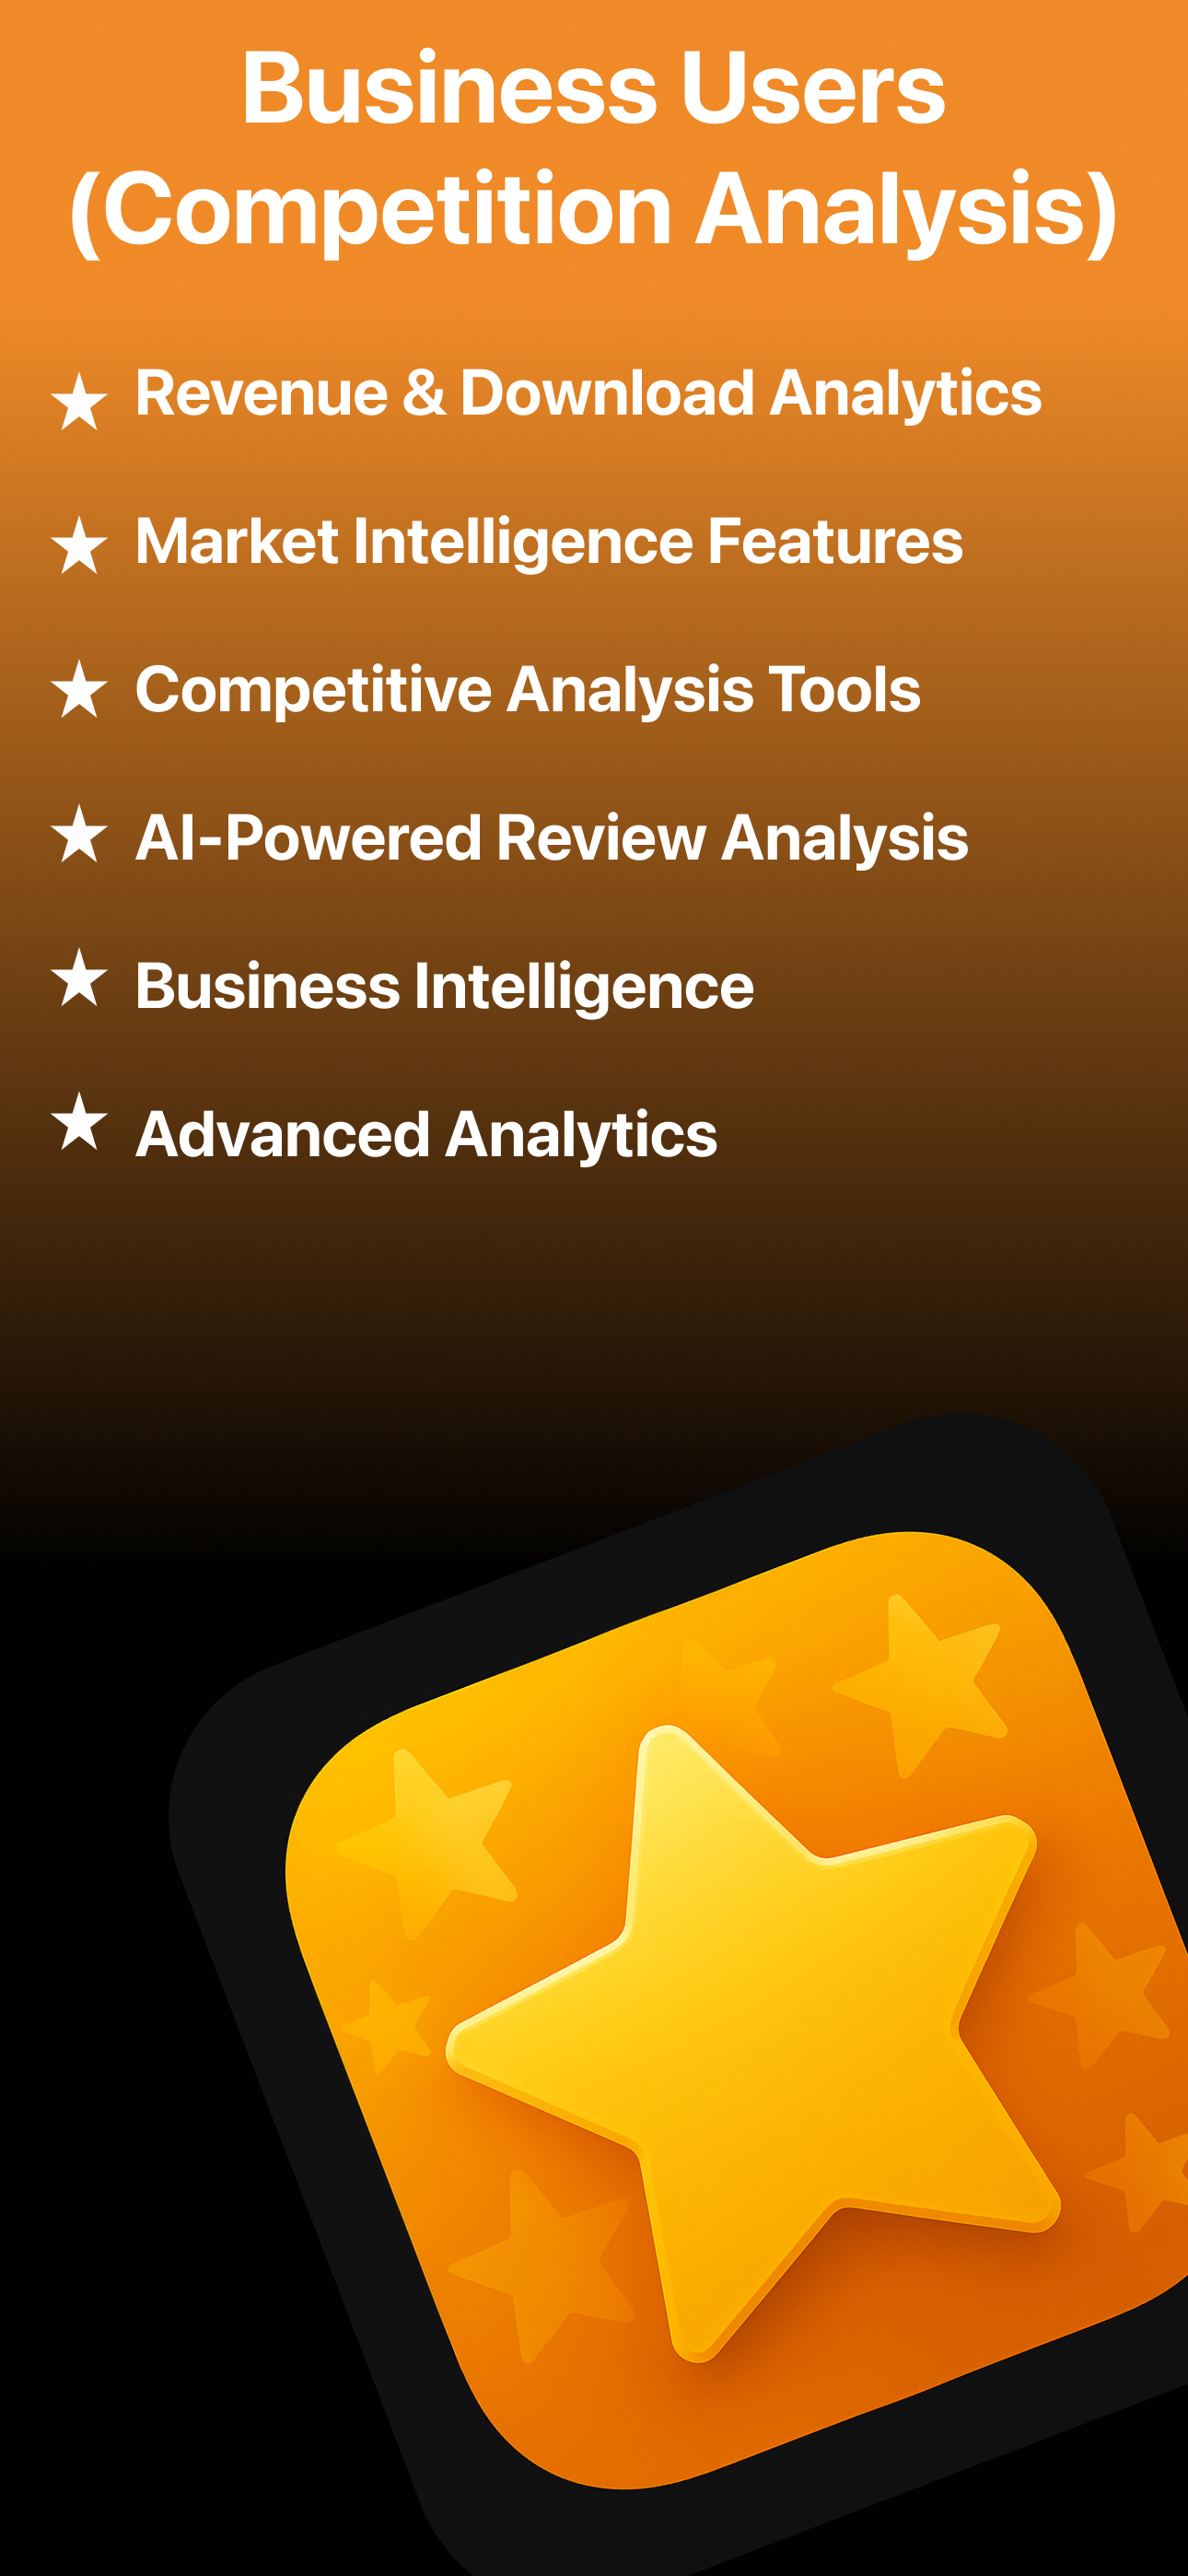 Business Users
(Competition Analysis)
★ Revenue & Download Analytics
★ Market Intelligence Features
★ Competitive Analysis Tools
★ AI-Powered Review Analysis
★ Business Intelligence
★ Advanced Analytics